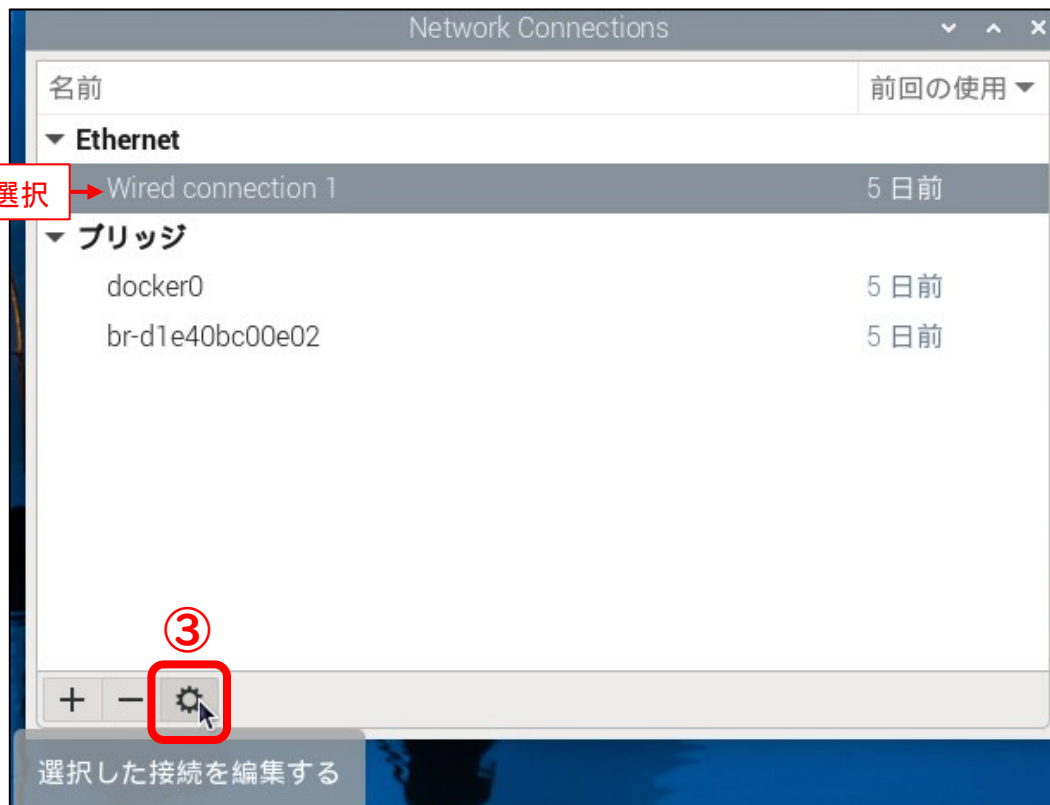 Network Connections
名前 前回の使用
Ethernet
選択
Wired connection 1 5 日前
ブリッジ
docker0 5 日前
br-d1e40bc00e02 5 日前
③
選択した接続を編集する